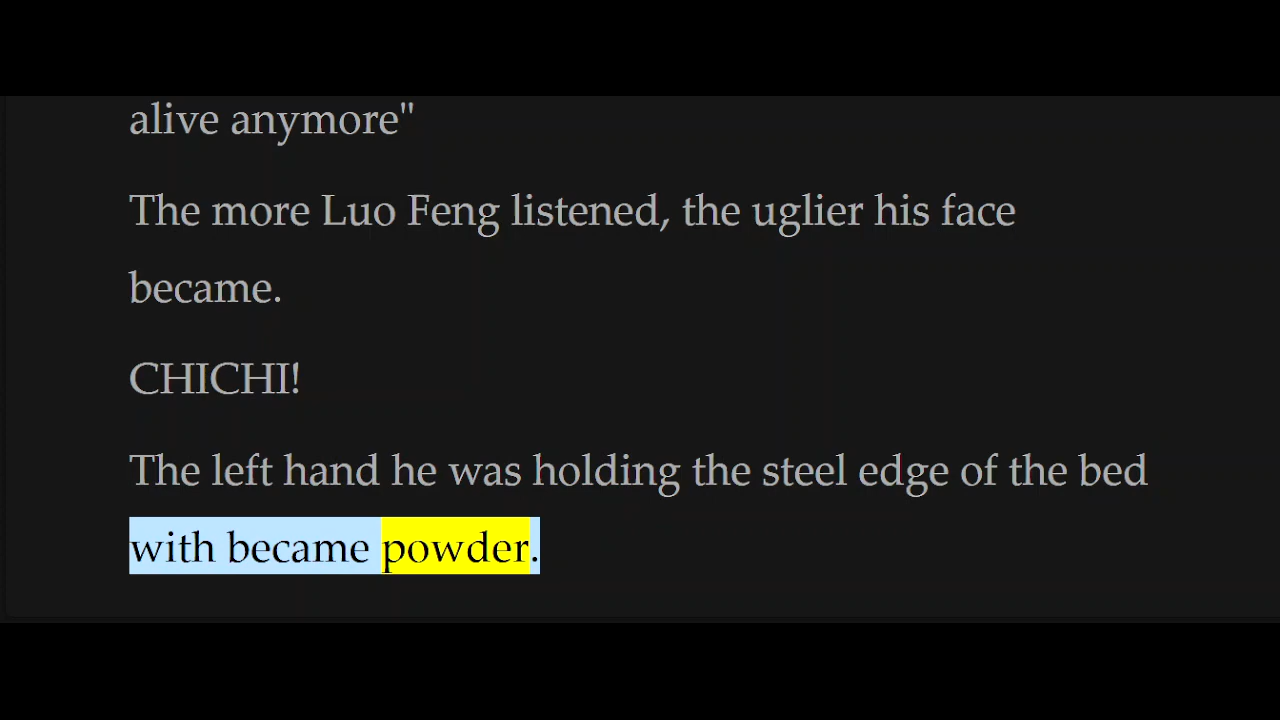 alive anymore"
The more Luo Feng listened, the uglier his face
became.
CHICHI!
The left hand he was holding the steel edge of the bed
with became powder.